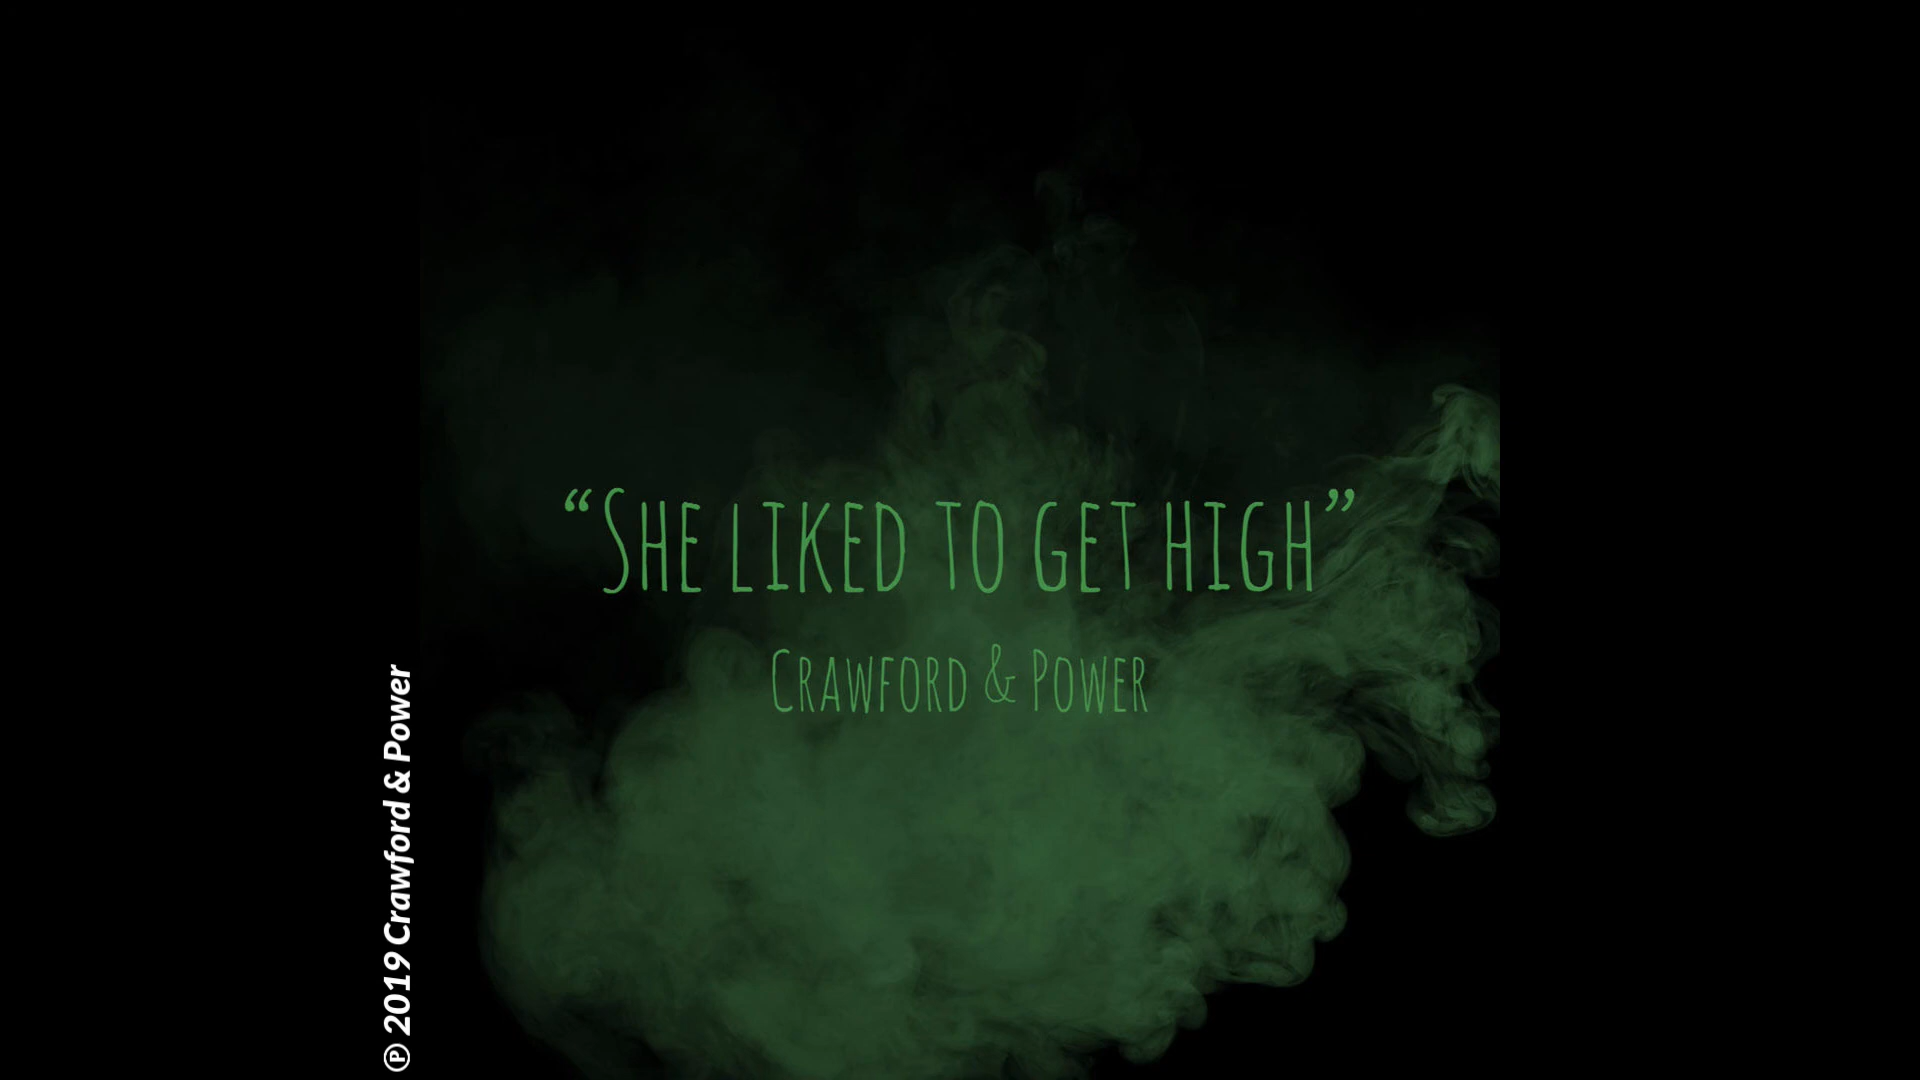 “She liked to get high”
Crawford & Power
℗ 2019 Crawford & Power